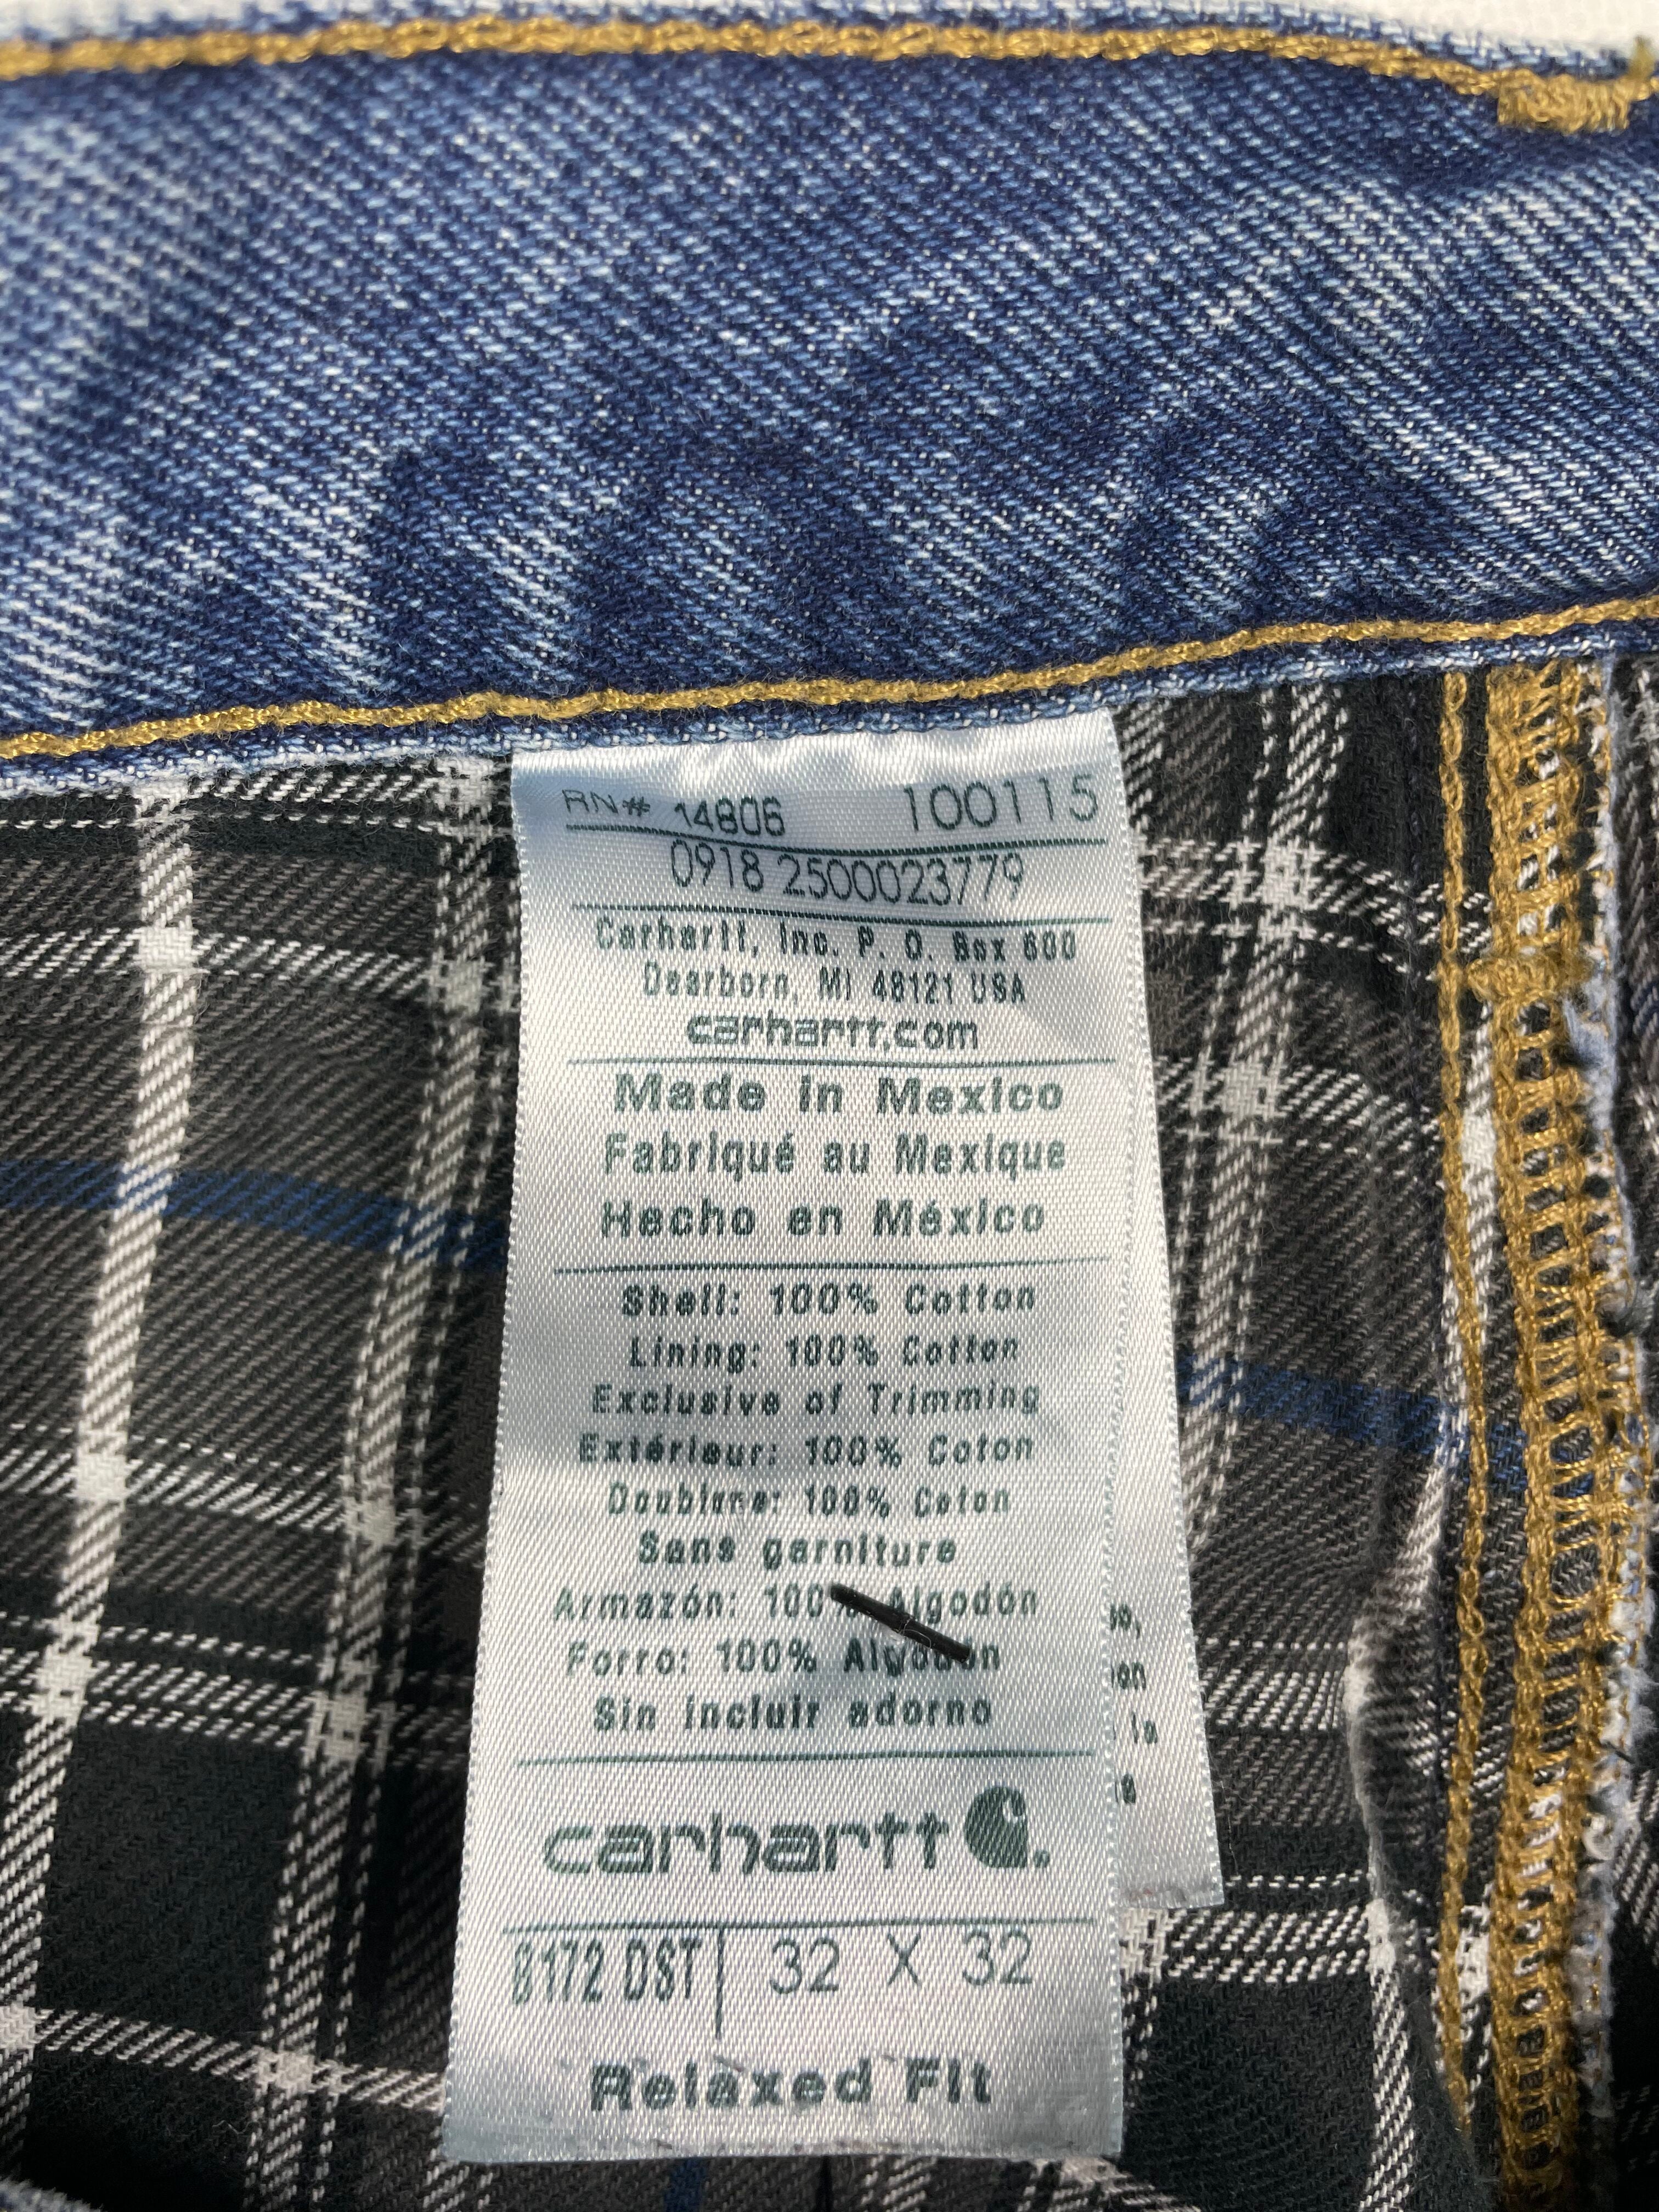 RN# 14806 100115
0918 2500023779
Carhartt, Inc. P. O. Box 600
Dearborn, MI 48121 USA
carhartt.com
Made in Mexico
Fabriqué au Mexique
Hecho en México
Shell: 100% Cotton
Lining: 100% Cotton
Exclusive of Trimming
Extérieur: 100% Coton
Doublure: 100% Coton
Sans garniture
Armazón: 100% Algodón
Forro: 100% Algodón
Sin incluir adorno
carhartt
DST 32 X 32
Relaxed Fit